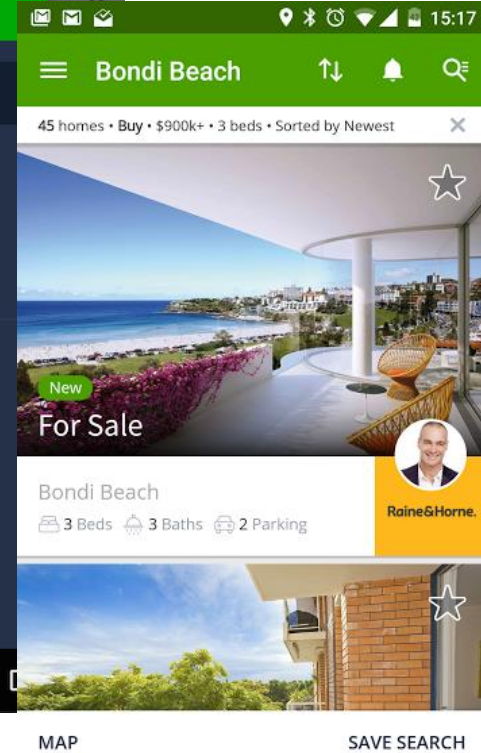 15:17
Bondi Beach
45 homes • Buy • $900k+ • 3 beds • Sorted by Newest
New
For Sale
Bondi Beach
3 Beds 3 Baths 2 Parking
Raine&Horne.
MAP SAVE SEARCH